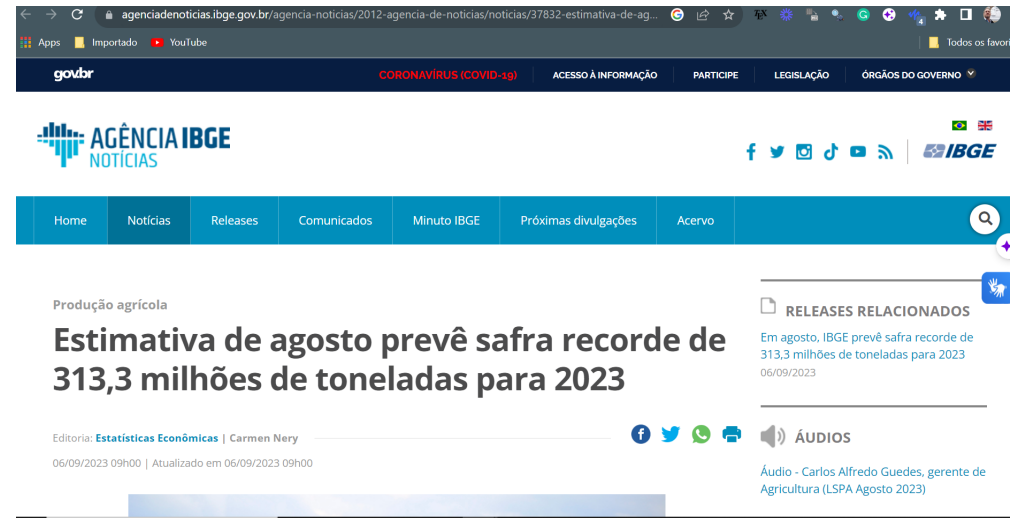 agenciadenoticias.ibge.gov.br/agencia-noticias/2012-agencia-de-noticias/noticias/37832-estimativa-de-ag...
Apps
Importado
YouTube
Todos os favori
gov.br
CORONAVÍRUS (COVID-19)
ACESSO À INFORMAÇÃO
PARTICIPE
LEGISLAÇÃO
ÓRGÃOS DO GOVERNO
AGÊNCIA IBGE
NOTÍCIAS
IBGE
Home
Notícias
Releases
Comunicados
Minuto IBGE
Próximas divulgações
Acervo
Produção agrícola
Estimativa de agosto prevê safra recorde de
313,3 milhões de toneladas para 2023
Editoria: Estatísticas Econômicas | Carmen Nery
06/09/2023 09h00 | Atualizado em 06/09/2023 09h00
RELEASES RELACIONADOS
Em agosto, IBGE prevê safra recorde de
313,3 milhões de toneladas para 2023
06/09/2023
ÁUDIOS
Áudio - Carlos Alfredo Guedes, gerente de
Agricultura (LSPA Agosto 2023)